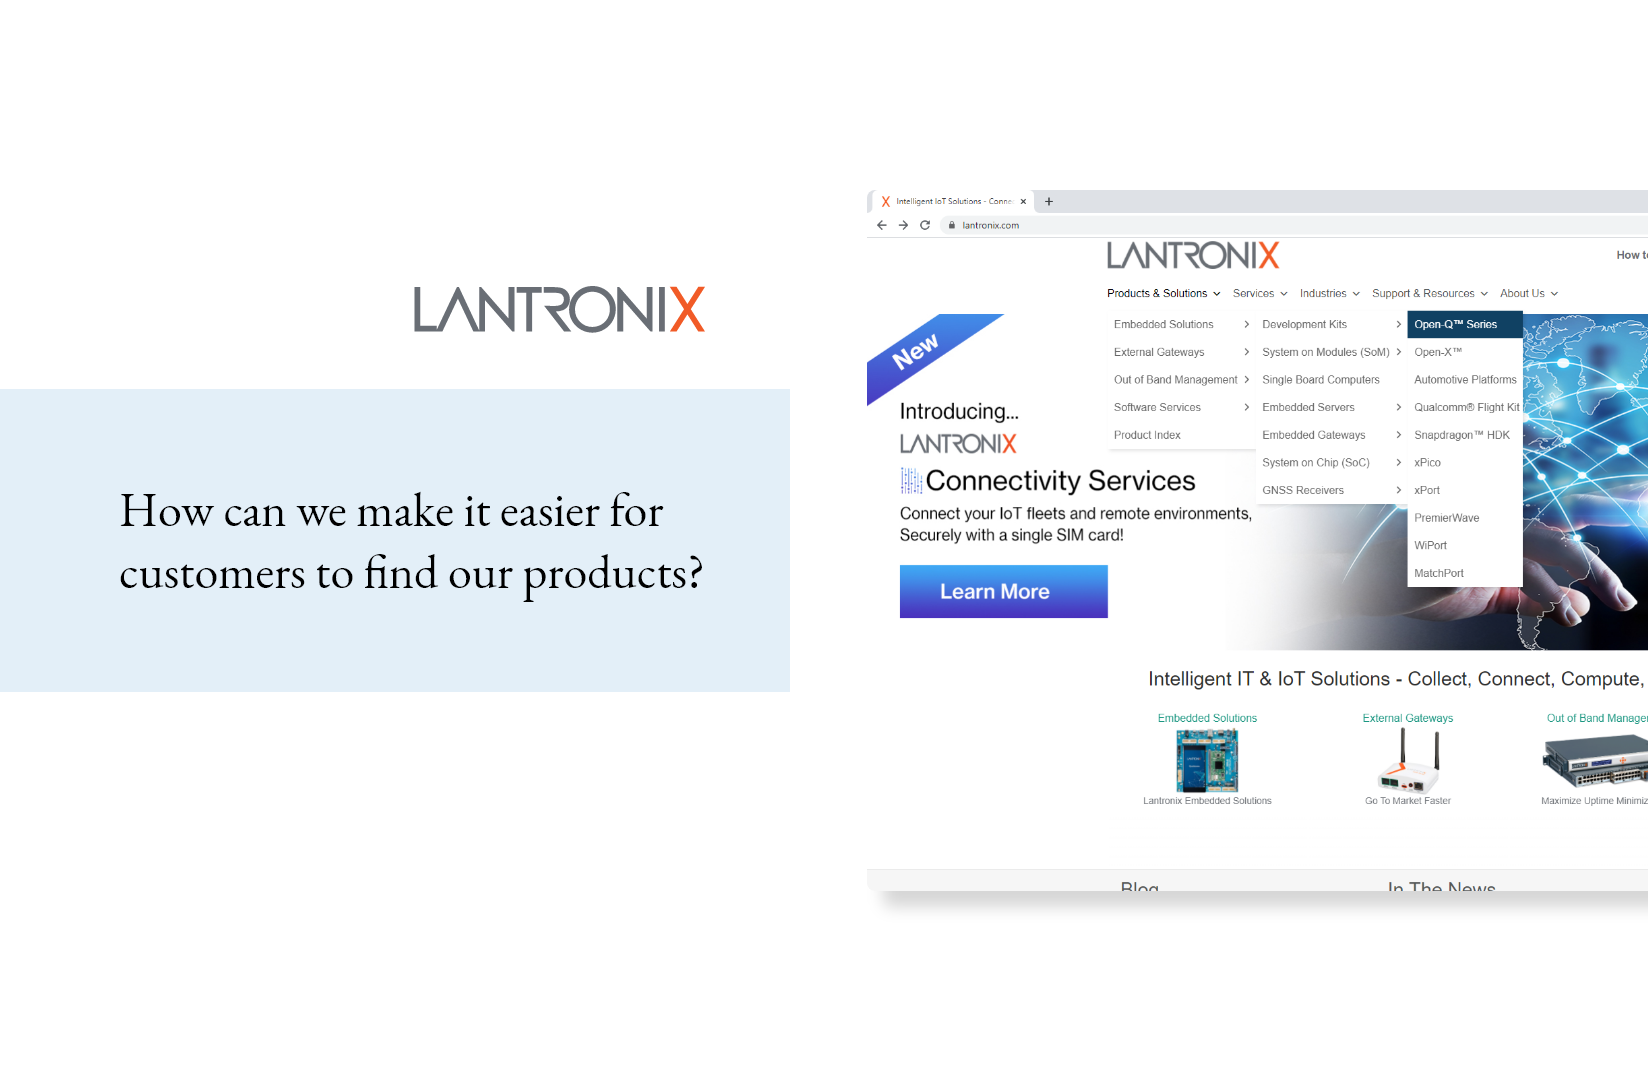 LANTRONIX
How can we make it easier for
customers to find our products?
Intelligent IoT Solutions - Connec
lantronix.com
LANTRONIX
How to
Products & Solutions
Services
Industries
Support & Resources
About Us
Embedded Solutions
External Gateways
Out of Band Management
Software Services
Product Index
Development Kits
System on Modules (SoM)
Single Board Computers
Embedded Servers
Embedded Gateways
System on Chip (SoC)
GNSS Receivers
Open-Q™ Series
Open-X™
Automotive Platforms
Qualcomm® Flight Kit
Snapdragon™ HDK
xPico
xPort
PremierWave
WiPort
MatchPort
New
Introducing...
LANTRONIX
Connectivity Services
Connect your IoT fleets and remote environments,
Securely with a single SIM card!
Learn More
Intelligent IT & IoT Solutions - Collect, Connect, Compute,
Embedded Solutions
Lantronix Embedded Solutions
External Gateways
Go To Market Faster
Out of Band Manage
Maximize Uptime Minimiz
Blog
In The News